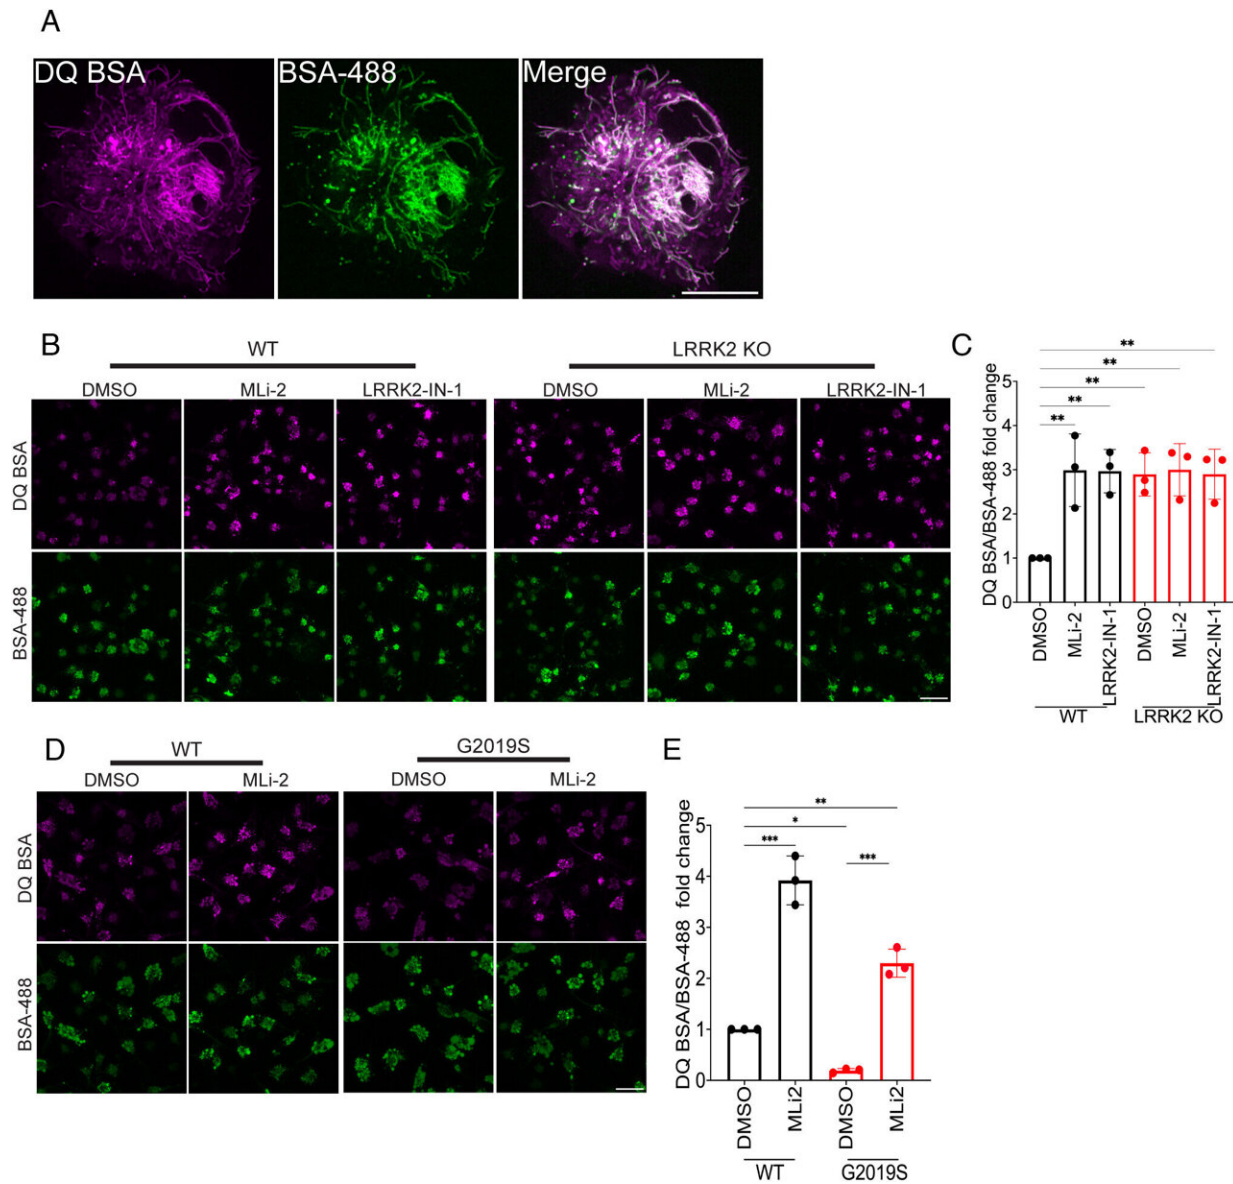 A
DQ BSA BSA-488 Merge
B
WT LRRK2 KO
DMSO MLi-2 LRRK2-IN-1 DMSO MLi-2 LRRK2-IN-1
DQ BSA
BSA-488
C
** 
**
**
**
**
DQ BSA/BSA-488 fold change
5
4
3
2
1
0
DMSO
MLi-2
LRRK2-IN-1
DMSO
MLi-2
LRRK2-IN-1
WT LRRK2 KO
D
WT G2019S
DMSO MLi-2 DMSO MLi-2
DQ BSA
BSA-488
E
**
*
***
***
DQ BSA/BSA-488 fold change
5
4
3
2
1
0
DMSO
MLi2
DMSO
MLi2
WT G2019S